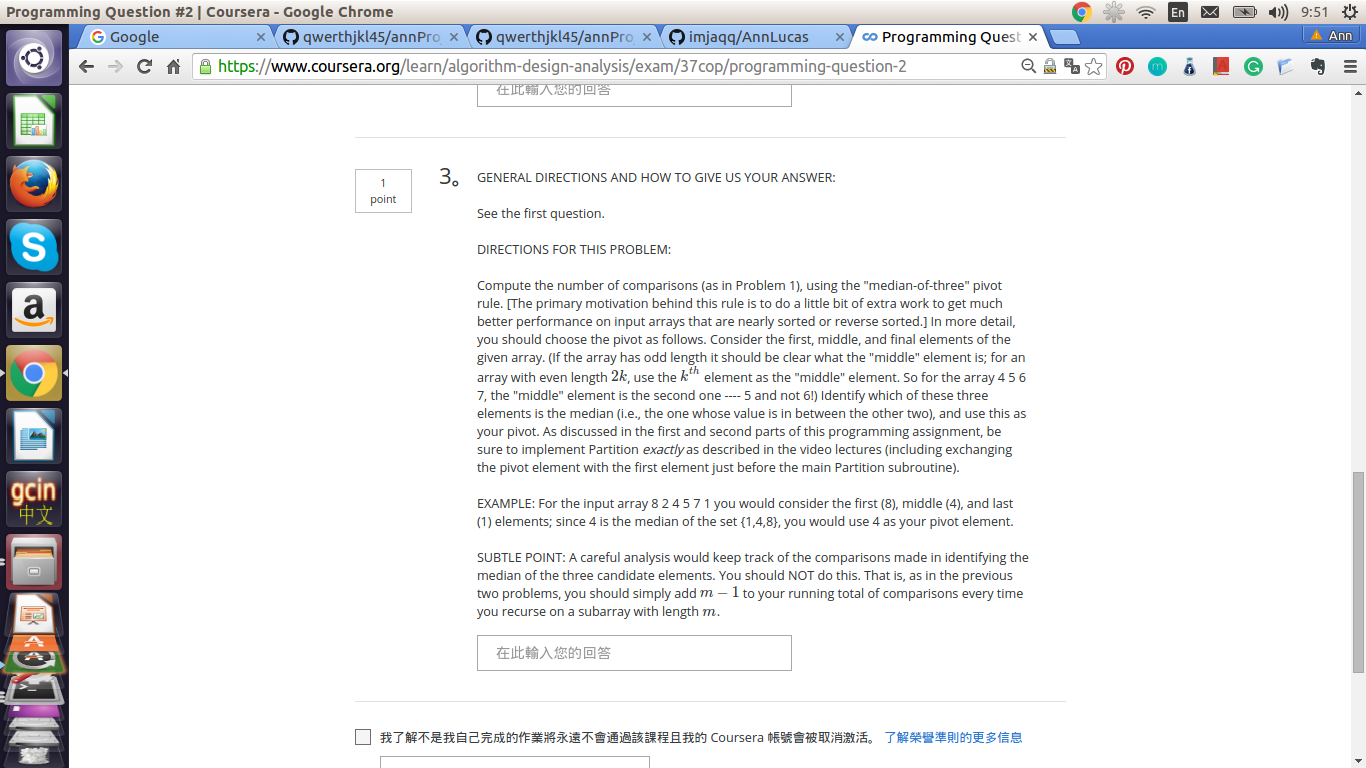 Programming Question #2 | Coursera - Google Chrome
En
9:51
Google
qwerthjkl45/annPro
qwerthjkl45/annPro
imjaqq/AnnLucas
Programming Quest
Ann
https://www.coursera.org/learn/algorithm-design-analysis/exam/37cop/programming-question-2
在此輸入您的回答
1
point
3。
GENERAL DIRECTIONS AND HOW TO GIVE US YOUR ANSWER:
See the first question.
DIRECTIONS FOR THIS PROBLEM:
Compute the number of comparisons (as in Problem 1), using the "median-of-three" pivot
rule. [The primary motivation behind this rule is to do a little bit of extra work to get much
better performance on input arrays that are nearly sorted or reverse sorted.] In more detail,
you should choose the pivot as follows. Consider the first, middle, and final elements of the
given array. (If the array has odd length it should be clear what the "middle" element is; for an
array with even length 2k, use the k^{th} element as the "middle" element. So for the array 4 5 6
7, the "middle" element is the second one ---- 5 and not 6!) Identify which of these three
elements is the median (i.e., the one whose value is in between the other two), and use this as
your pivot. As discussed in the first and second parts of this programming assignment, be
sure to implement Partition exactly as described in the video lectures (including exchanging
the pivot element with the first element just before the main Partition subroutine).
EXAMPLE: For the input array 8 2 4 5 7 1 you would consider the first (8), middle (4), and last
(1) elements; since 4 is the median of the set {1,4,8}, you would use 4 as your pivot element.
SUBTLE POINT: A careful analysis would keep track of the comparisons made in identifying the
median of the three candidate elements. You should NOT do this. That is, as in the previous
two problems, you should simply add m − 1 to your running total of comparisons every time
you recurse on a subarray with length m.
在此輸入您的回答
我了解不是我自己完成的作業將永遠不會通過該課程且我的 Coursera 帳號會被取消激活。 了解榮譽準則的更多信息
gcin
中文